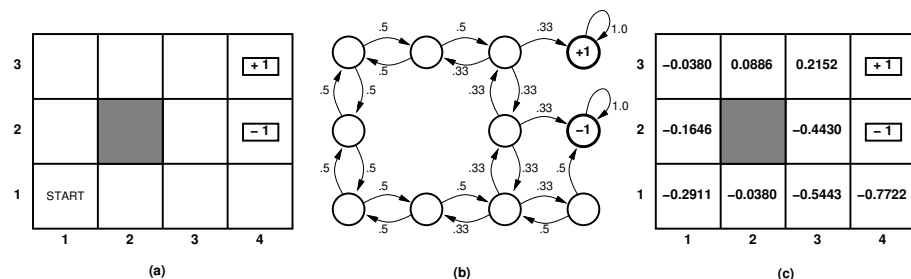 3 + 1
2 − 1
1 START
1 2 3 4
(a)
.5 .5 .33 1.0
+1
.5 .33
.5 .5 .33 .33
.33 1.0
−1
.5 .5 .33 .33 .5
.5 .5 .33
.5 .33 .5
(b)
3 −0.0380 0.0886 0.2152 + 1
2 −0.1646 −0.4430 − 1
1 −0.2911 −0.0380 −0.5443 −0.7722
1 2 3 4
(c)